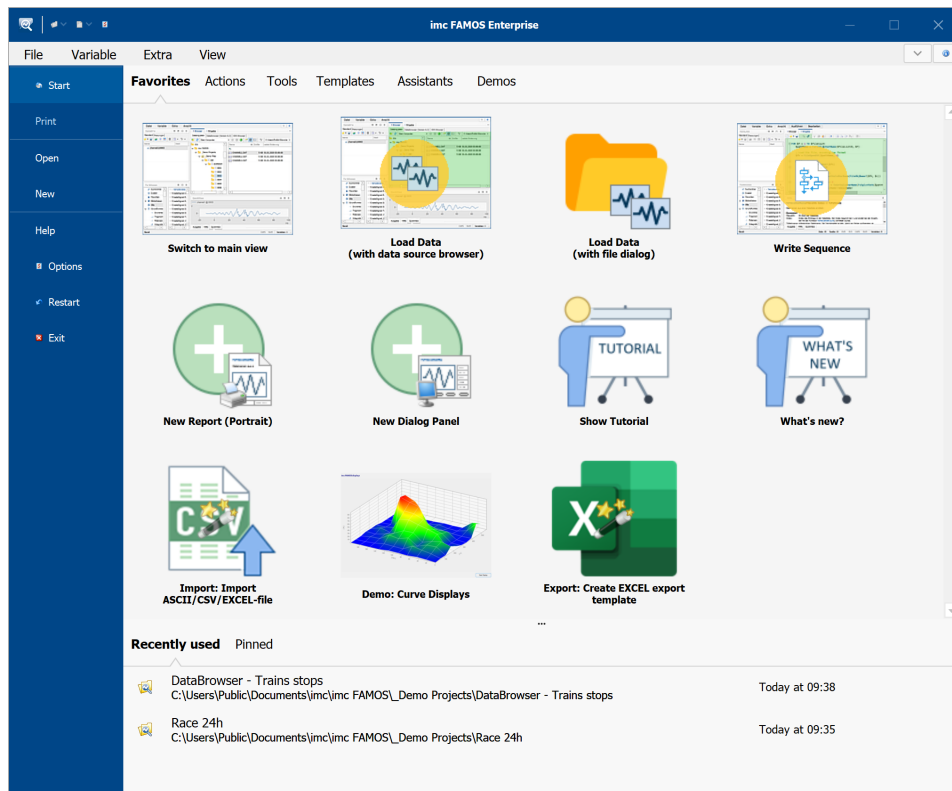 imc FAMOS Enterprise
File Variable Extra View
Start
Print
Open
New
Help
Options
Restart
Exit
Favorites Actions Tools Templates Assistants Demos
Switch to main view
Load Data
(with data source browser)
Load Data
(with file dialog)
Write Sequence
New Report (Portrait)
New Dialog Panel
TUTORIAL
Show Tutorial
WHAT'S
NEW
What's new?
CSV
Import: Import
ASCII/CSV/EXCEL-file
Demo: Curve Displays
X
Export: Create EXCEL export
template
...
Recently used Pinned
DataBrowser - Trains stops
C:\Users\Public\Documents\imc\imc FAMOS\_Demo Projects\DataBrowser - Trains stops
Today at 09:38
Race 24h
C:\Users\Public\Documents\imc\imc FAMOS\_Demo Projects\Race 24h
Today at 09:35